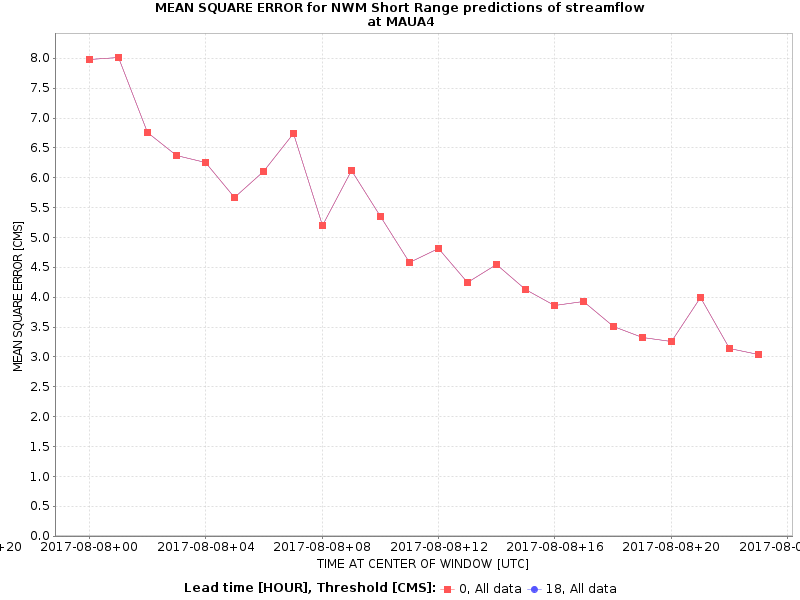 MEAN SQUARE ERROR for NWM Short Range predictions of streamflow
at MAUA4
8.0
7.5
7.0
6.5
6.0
5.5
5.0
4.5
4.0
3.5
3.0
2.5
2.0
1.5
1.0
0.5
0.0
MEAN SQUARE ERROR [CMS]
+20 2017-08-08+00 2017-08-08+04 2017-08-08+08 2017-08-08+12 2017-08-08+16 2017-08-08+20 2017-08-0
TIME AT CENTER OF WINDOW [UTC]
Lead time [HOUR], Threshold [CMS]: 0, All data 18, All data